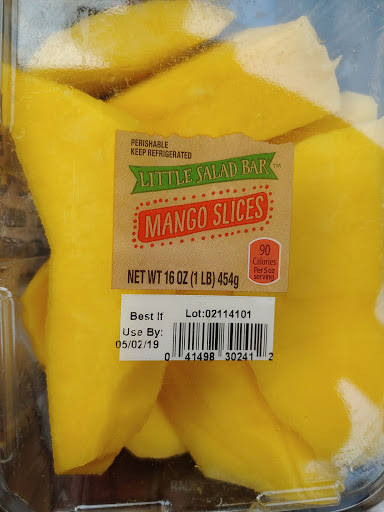 PERISHABLE
KEEP REFRIGERATED
LITTLE SALAD BAR™
MANGO SLICES
90
Calories
Per 5 oz
serving
NET WT 16 OZ (1 LB) 454g
Best If Lot:02114101
Use By:
05/02/19
0 41498 30241 2